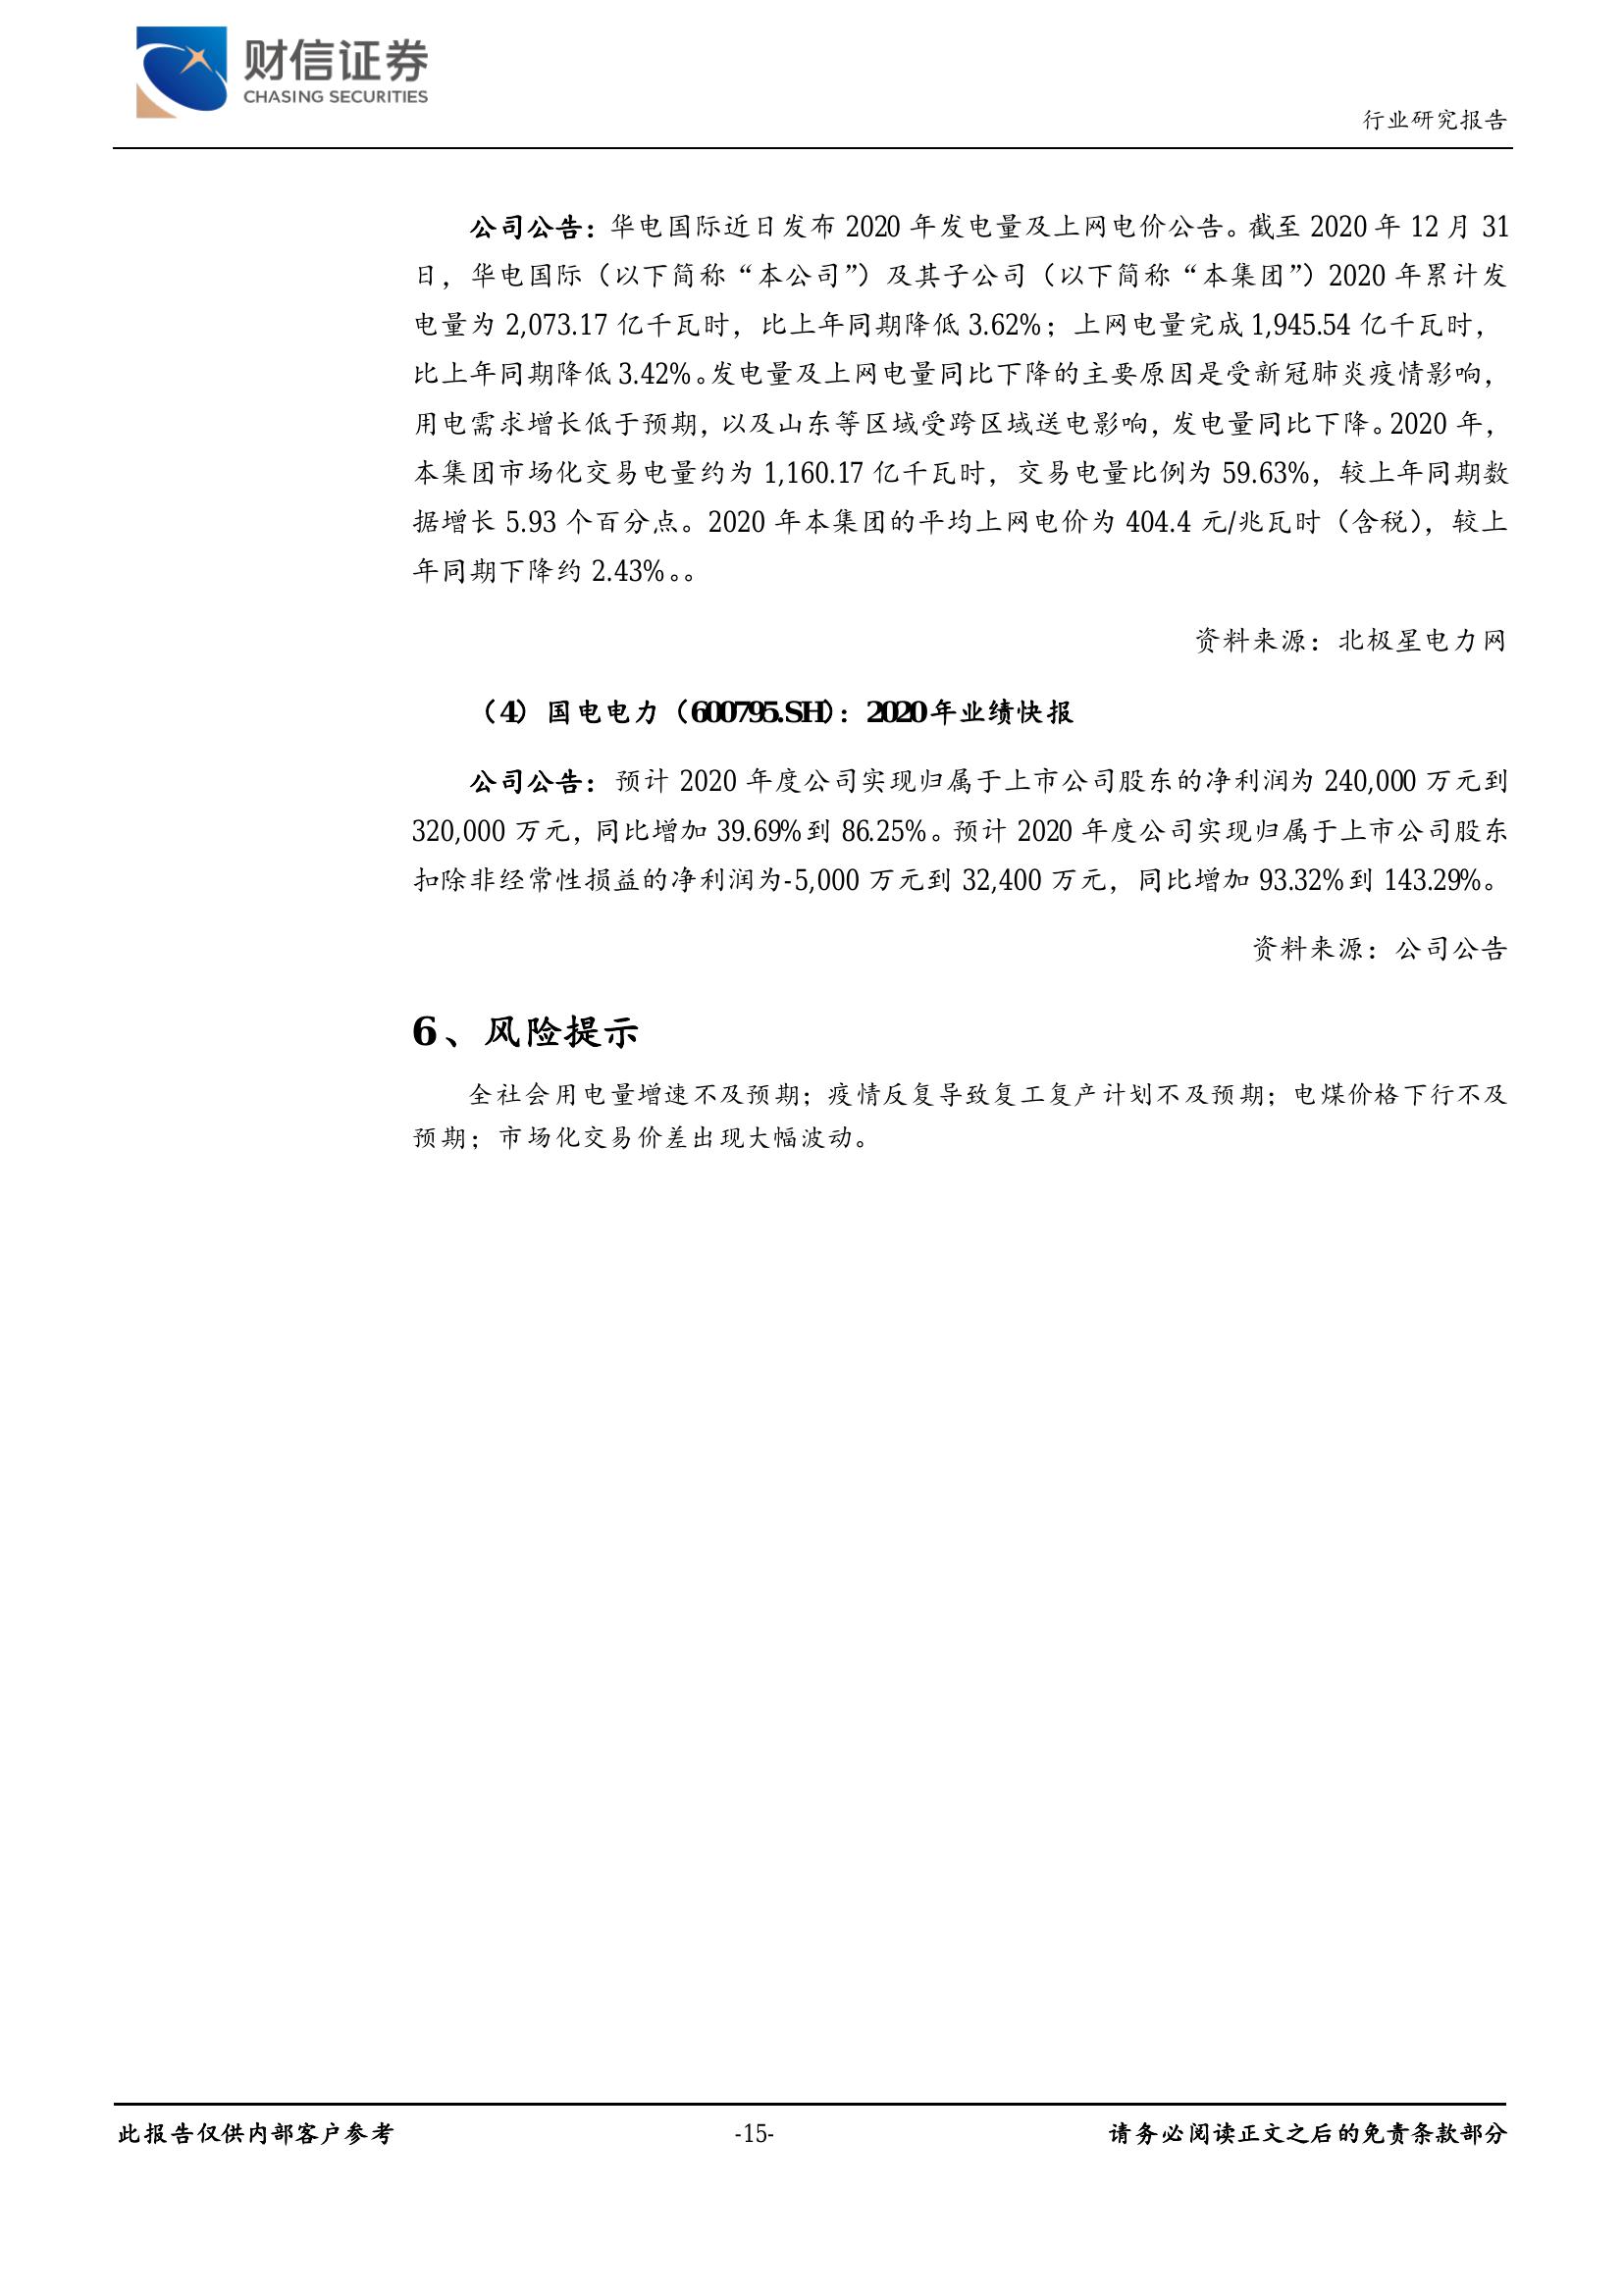 财信证券
CHASING SECURITIES
行业研究报告
公司公告：华电国际近日发布 2020 年发电量及上网电价公告。截至 2020 年 12 月 31
日，华电国际（以下简称“本公司”）及其子公司（以下简称“本集团”）2020 年累计发
电量为 2,073.17 亿千瓦时，比上年同期降低 3.62%；上网电量完成 1,945.54 亿千瓦时，
比上年同期降低 3.42%。发电量及上网电量同比下降的主要原因是受新冠肺炎疫情影响，
用电需求增长低于预期，以及山东等区域受跨区域送电影响，发电量同比下降。2020 年，
本集团市场化交易电量约为 1,160.17 亿千瓦时，交易电量比例为 59.63%，较上年同期数
据增长 5.93 个百分点。2020 年本集团的平均上网电价为 404.4 元/兆瓦时（含税），较上
年同期下降约 2.43%。。
资料来源：北极星电力网
（4）国电电力（600795.SH）：2020 年业绩快报
公司公告：预计 2020 年度公司实现归属于上市公司股东的净利润为 240,000 万元到
320,000 万元，同比增加 39.69%到 86.25%。预计 2020 年度公司实现归属于上市公司股东
扣除非经常性损益的净利润为-5,000 万元到 32,400 万元，同比增加 93.32%到 143.29%。
资料来源：公司公告
6、风险提示
全社会用电量增速不及预期；疫情反复导致复工复产计划不及预期；电煤价格下行不及
预期；市场化交易价差出现大幅波动。
此报告仅供内部客户参考
-15-
请务必阅读正文之后的免责条款部分